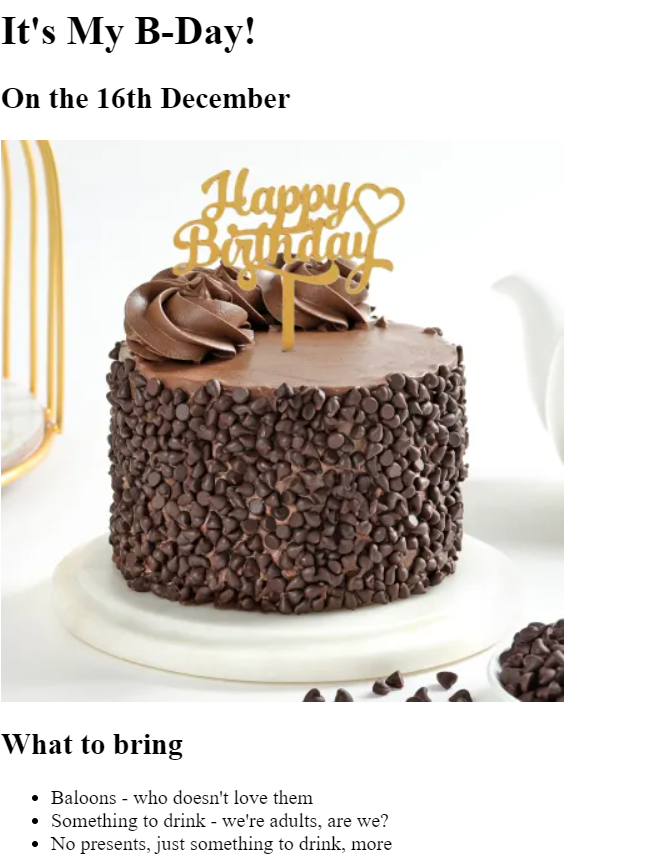 It's My B-Day!
On the 16th December
Happy
Birthday
What to bring
Baloons - who doesn't love them
Something to drink - we're adults, are we?
No presents, just something to drink, more